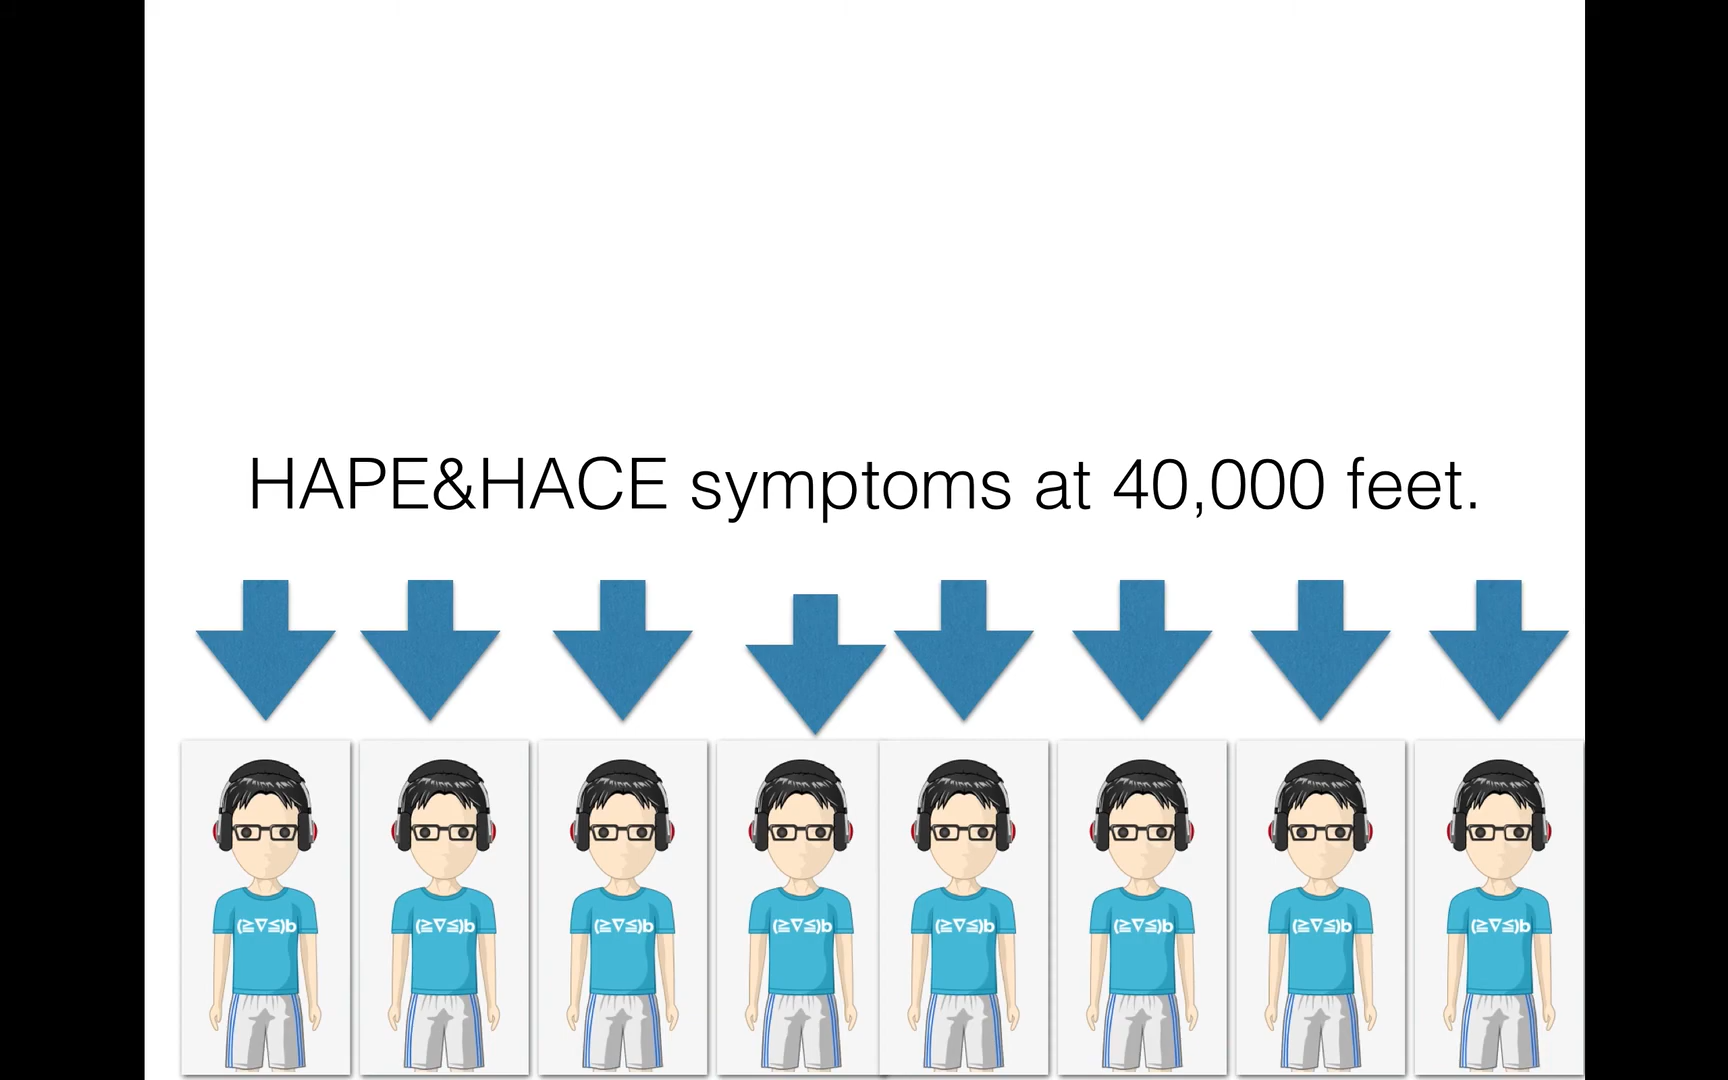 HAPE&HACE symptoms at 40,000 feet.
(≧∇≦)b (≧∇≦)b (≧∇≦)b (≧∇≦)b (≧∇≦)b (≧∇≦)b (≧∇≦)b (≧∇≦)b